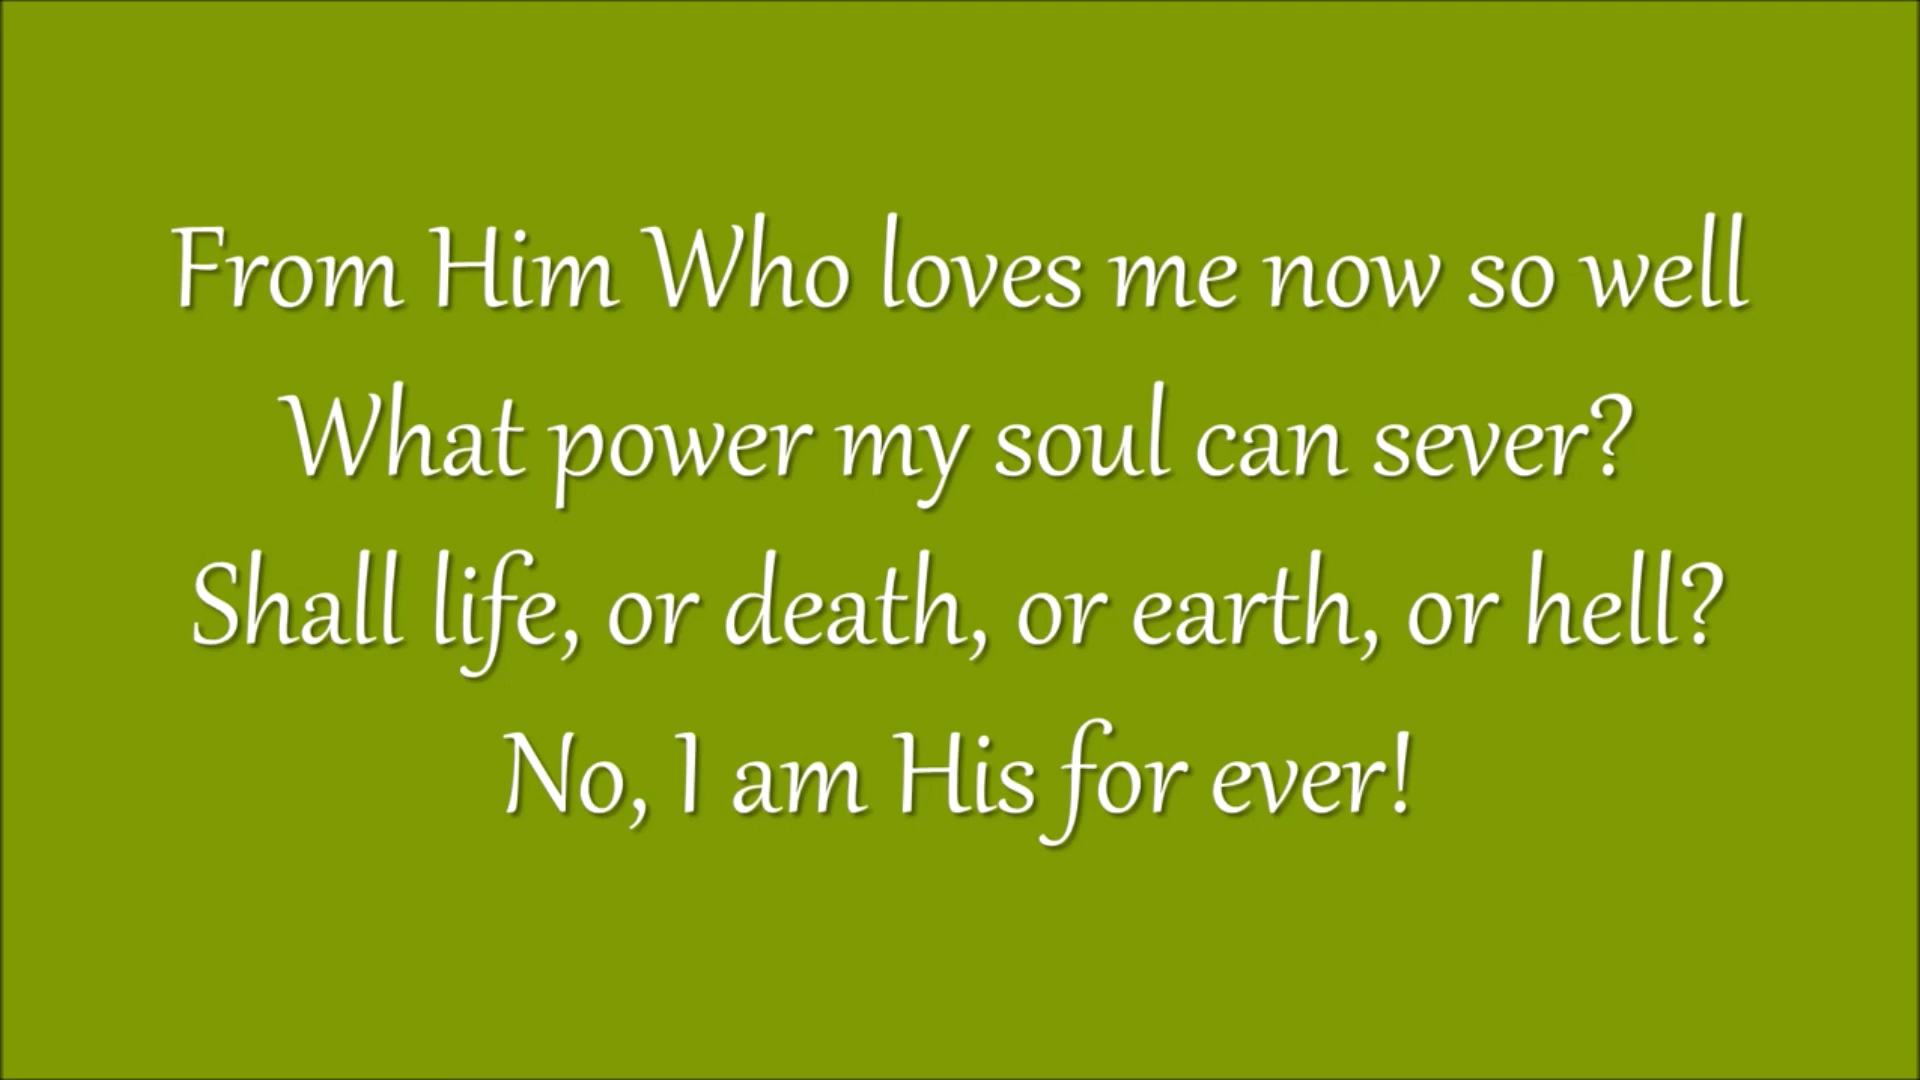 From Him Who loves me now so well
What power my soul can sever?
Shall life, or death, or earth, or hell?
No, I am His for ever!